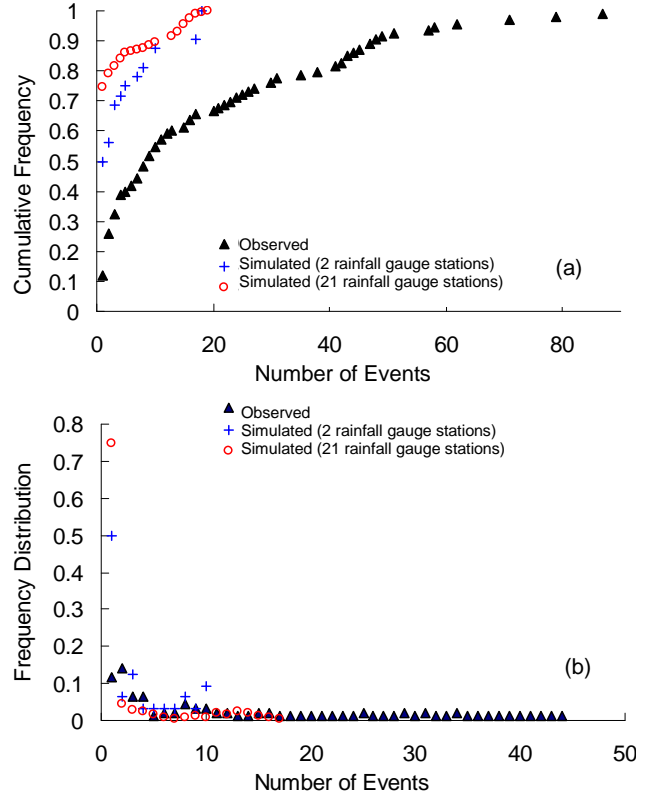 1
0.9
0.8
0.7
0.6
0.5
0.4
0.3
0.2
0.1
0
Cumulative Frequency
Observed
Simulated (2 rainfall gauge stations)
Simulated (21 rainfall gauge stations)
(a)
0 20 40 60 80
Number of Events
Observed
Simulated (2 rainfall gauge stations)
Simulated (21 rainfall gauge stations)
0.8
0.7
0.6
0.5
0.4
0.3
0.2
0.1
0
Frequency Distribution
(b)
0 10 20 30 40 50
Number of Events